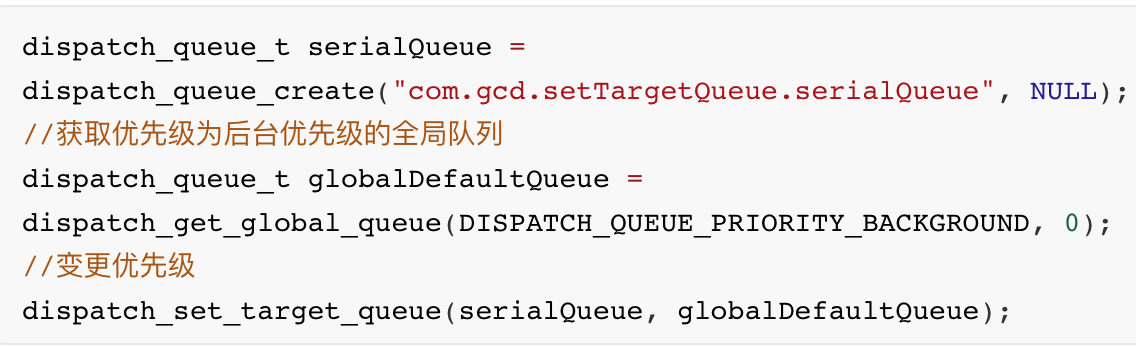 dispatch_queue_t serialQueue =
dispatch_queue_create("com.gcd.setTargetQueue.serialQueue", NULL);
//获取优先级为后台优先级的全局队列
dispatch_queue_t globalDefaultQueue =
dispatch_get_global_queue(DISPATCH_QUEUE_PRIORITY_BACKGROUND, 0);
//变更优先级
dispatch_set_target_queue(serialQueue, globalDefaultQueue);